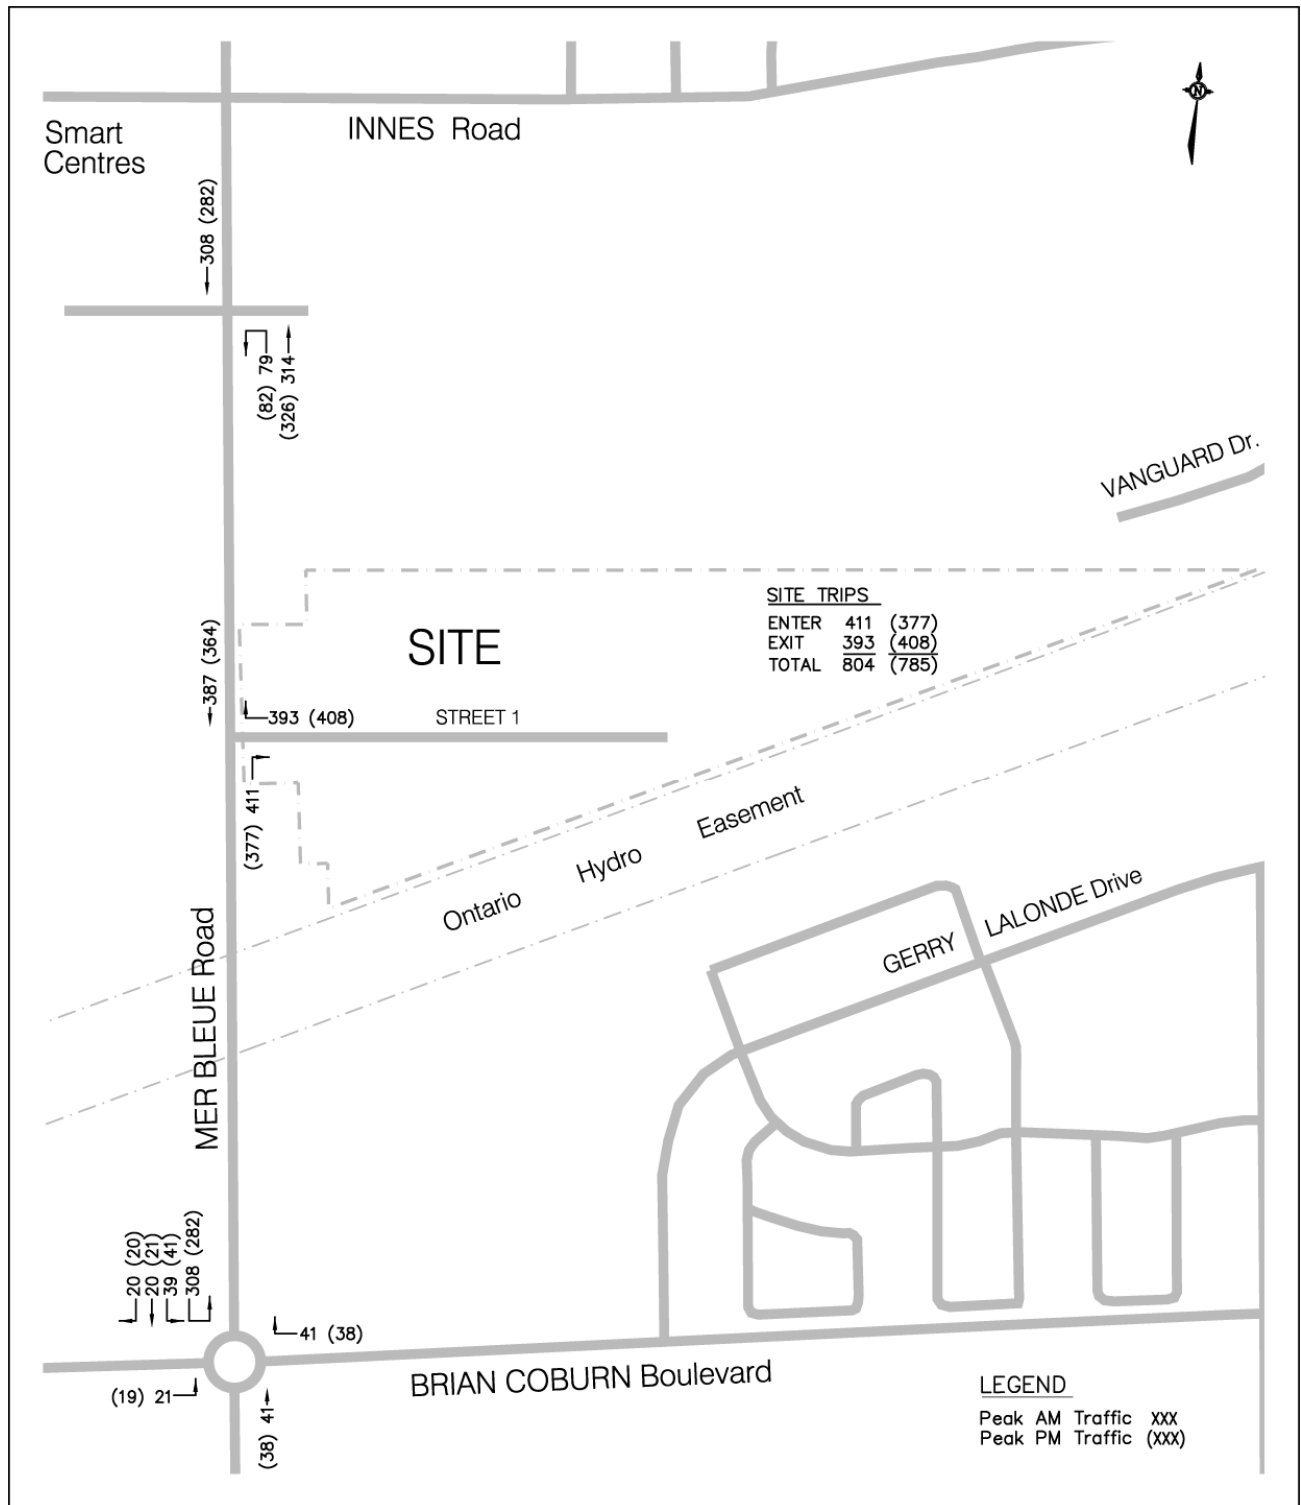 INNES Road
Smart
Centres
N
308 (282)
(82) 79
(326) 314
VANGUARD Dr.
SITE TRIPS
ENTER 411 (377)
EXIT 393 (408)
TOTAL 804 (785)
SITE
387 (364)
393 (408)
STREET 1
(377) 411
Ontario Hydro Easement
GERRY LALONDE Drive
MER BLEUE Road
20 (20)
20 (21)
39 (41)
308 (282)
41 (38)
(19) 21
(38) 41
BRIAN COBURN Boulevard
LEGEND
Peak AM Traffic XXX
Peak PM Traffic (XXX)